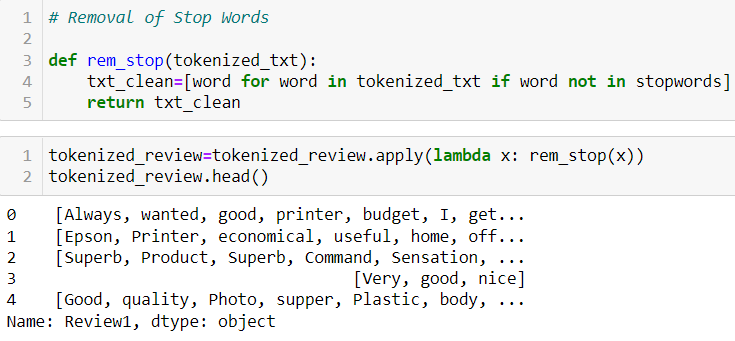 1 # Removal of Stop Words
2
3 def rem_stop(tokenized_txt):
4     txt_clean=[word for word in tokenized_txt if word not in stopwords]
5     return txt_clean
1 tokenized_review=tokenized_review.apply(lambda x: rem_stop(x))
2 tokenized_review.head()
0    [Always, wanted, good, printer, budget, I, get...
1    [Epson, Printer, economical, useful, home, off...
2    [Superb, Product, Superb, Command, Sensation, ...
3                                 [Very, good, nice]
4    [Good, quality, Photo, supper, Plastic, body, ...
Name: Review1, dtype: object